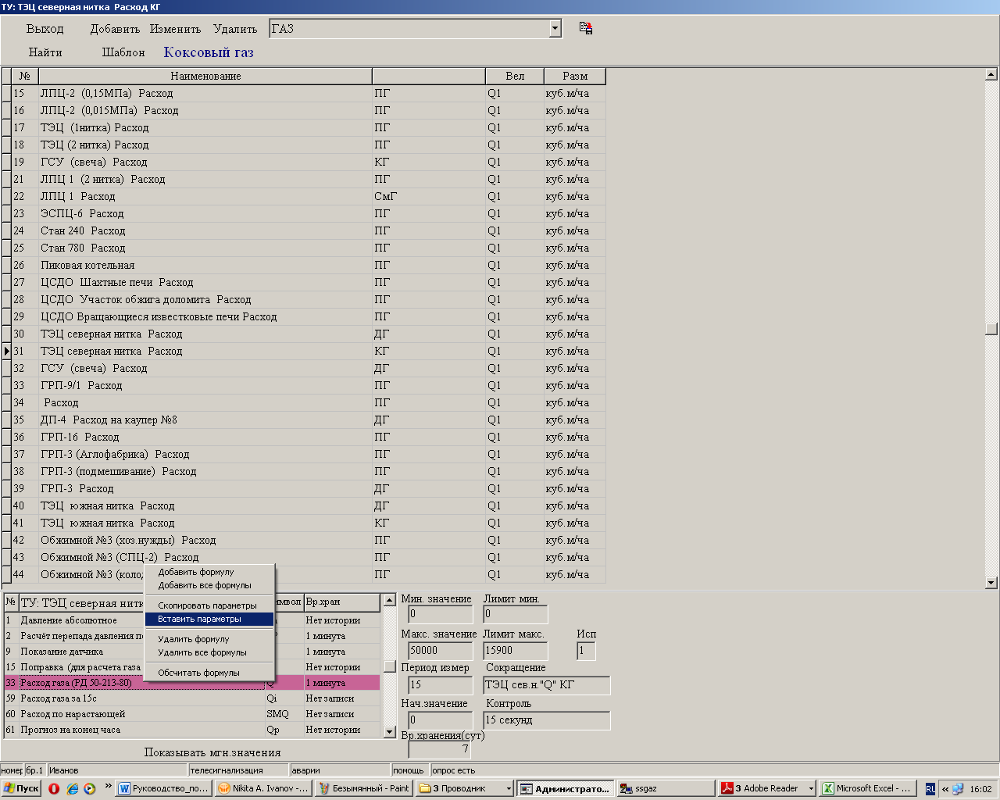 ТУ: ТЭЦ северная нитка Расход КГ
Выход Добавить Изменить Удалить ГАЗ
Найти Шаблон Коксовый газ
№ Наименование Вел Разм
15 ЛПЦ-2 (0,15МПа) Расход ПГ Q1 куб.м/ча
16 ЛПЦ-2 (0,015МПа) Расход ПГ Q1 куб.м/ча
17 ТЭЦ (1нитка) Расход ПГ Q1 куб.м/ча
18 ТЭЦ (2 нитка) Расход ПГ Q1 куб.м/ча
19 ГСУ (свеча) Расход КГ Q1 куб.м/ча
21 ЛПЦ 1 (2 нитка) Расход ПГ Q1 куб.м/ча
22 ЛПЦ 1 Расход СмГ Q1 куб.м/ча
23 ЭСПЦ-6 Расход ПГ Q1 куб.м/ча
24 Стан 240 Расход ПГ Q1 куб.м/ча
25 Стан 780 Расход ПГ Q1 куб.м/ча
26 Пиковая котельная ПГ Q1 куб.м/ча
27 ЦСДО Шахтные печи Расход ПГ Q1 куб.м/ча
28 ЦСДО Участок обжига доломита Расход ПГ Q1 куб.м/ча
29 ЦСДО Вращающиеся известковые печи Расход ПГ Q1 куб.м/ча
30 ТЭЦ северная нитка Расход ДГ Q1 куб.м/ча
31 ТЭЦ северная нитка Расход КГ Q1 куб.м/ча
32 ГСУ (свеча) Расход ДГ Q1 куб.м/ча
33 ГРП-9/1 Расход ПГ Q1 куб.м/ча
34 Расход ПГ Q1 куб.м/ча
35 ДП-4 Расход на каупер №8 ДГ Q1 куб.м/ча
36 ГРП-16 Расход ПГ Q1 куб.м/ча
37 ГРП-3 (Аглофабрика) Расход ПГ Q1 куб.м/ча
38 ГРП-3 (подмешивание) Расход ПГ Q1 куб.м/ча
39 ГРП-3 Расход ДГ Q1 куб.м/ча
40 ТЭЦ южная нитка Расход ДГ Q1 куб.м/ча
41 ТЭЦ южная нитка Расход КГ Q1 куб.м/ча
42 Обжимной №3 (хоз.нужды) Расход ПГ Q1 куб.м/ча
43 Обжимной №3 (СПЦ-2) Расход ПГ Q1 куб.м/ча
44 Обжимной №3 (коло ПГ Q1 куб.м/ча
Добавить формулу
Добавить все формулы
Скопировать параметры
Вставить параметры
Удалить формулу
Удалить все формулы
Обсчитать формулы
№ ТУ: ТЭЦ северная нитк имвол Вр.хран
1 Давление абсолютное Нет истории
2 Расчёт перепада давления п 1 минута
9 Показание датчика 1 минута
15 Поправка (для расчета газа Нет истории
33 Расход газа (РД 50-213-80) Q 1 минута
59 Расход газа за 15с Qi Нет записи
60 Расход по нарастающей SMQ Нет записи
61 Прогноз на конец часа Qp Нет истории
Показывать мгн.значения
Мин. значение Лимит мин.
0 0
Макс. значение Лимит макс. Исп
50000 15900 1
Период измер Сокращение
15 ТЭЦ сев.н."Q" КГ
Нач.значение Контроль
0 15 секунд
Вр.хранения(сут)
7
номер бр.1 Иванов телесигнализация аварии помощь опрос есть
Пуск » Руководство_по... Nikita A. Ivanov -... Безымянный - Paint 3 Проводник Администрато... ssgaz 3 Adobe Reader Microsoft Excel - ... RU « 16:02